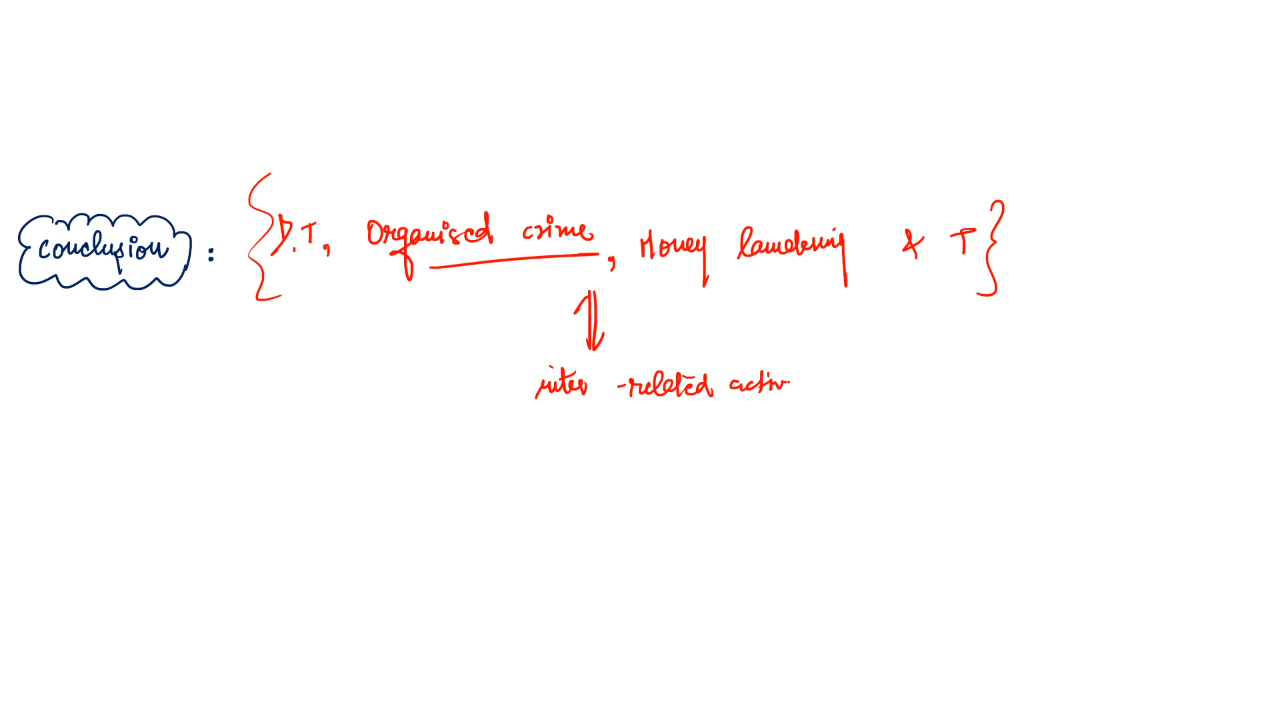 conclusion : { D.T, Organised crime, Money laundering & T }
inter -related activ